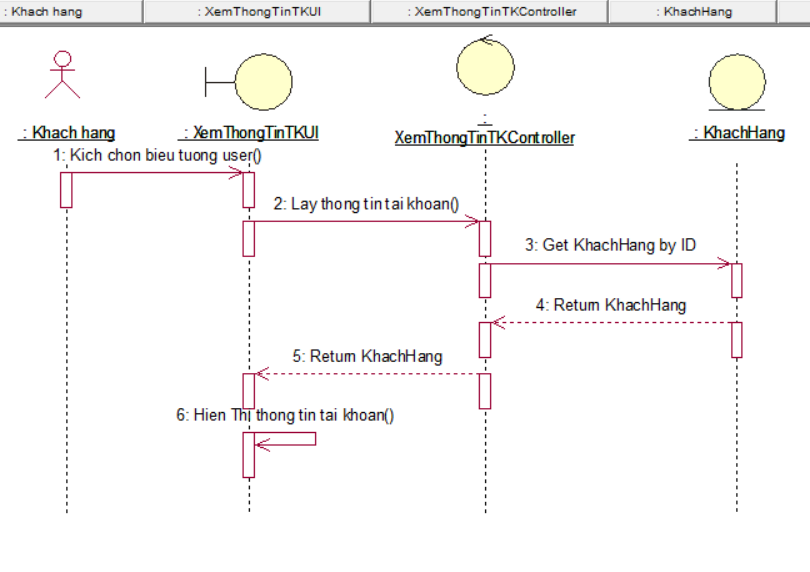 : Khach hang
: XemThongTinTKUI
: XemThongTinTKController
: KhachHang
: Khach hang
: XemThongTinTKUI
:
XemThongTinTKController
: KhachHang
1: Kich chon bieu tuong user()
2: Lay thong tin tai khoan()
3: Get KhachHang by ID
4: Return KhachHang
5: Return KhachHang
6: Hien Thi thong tin tai khoan()